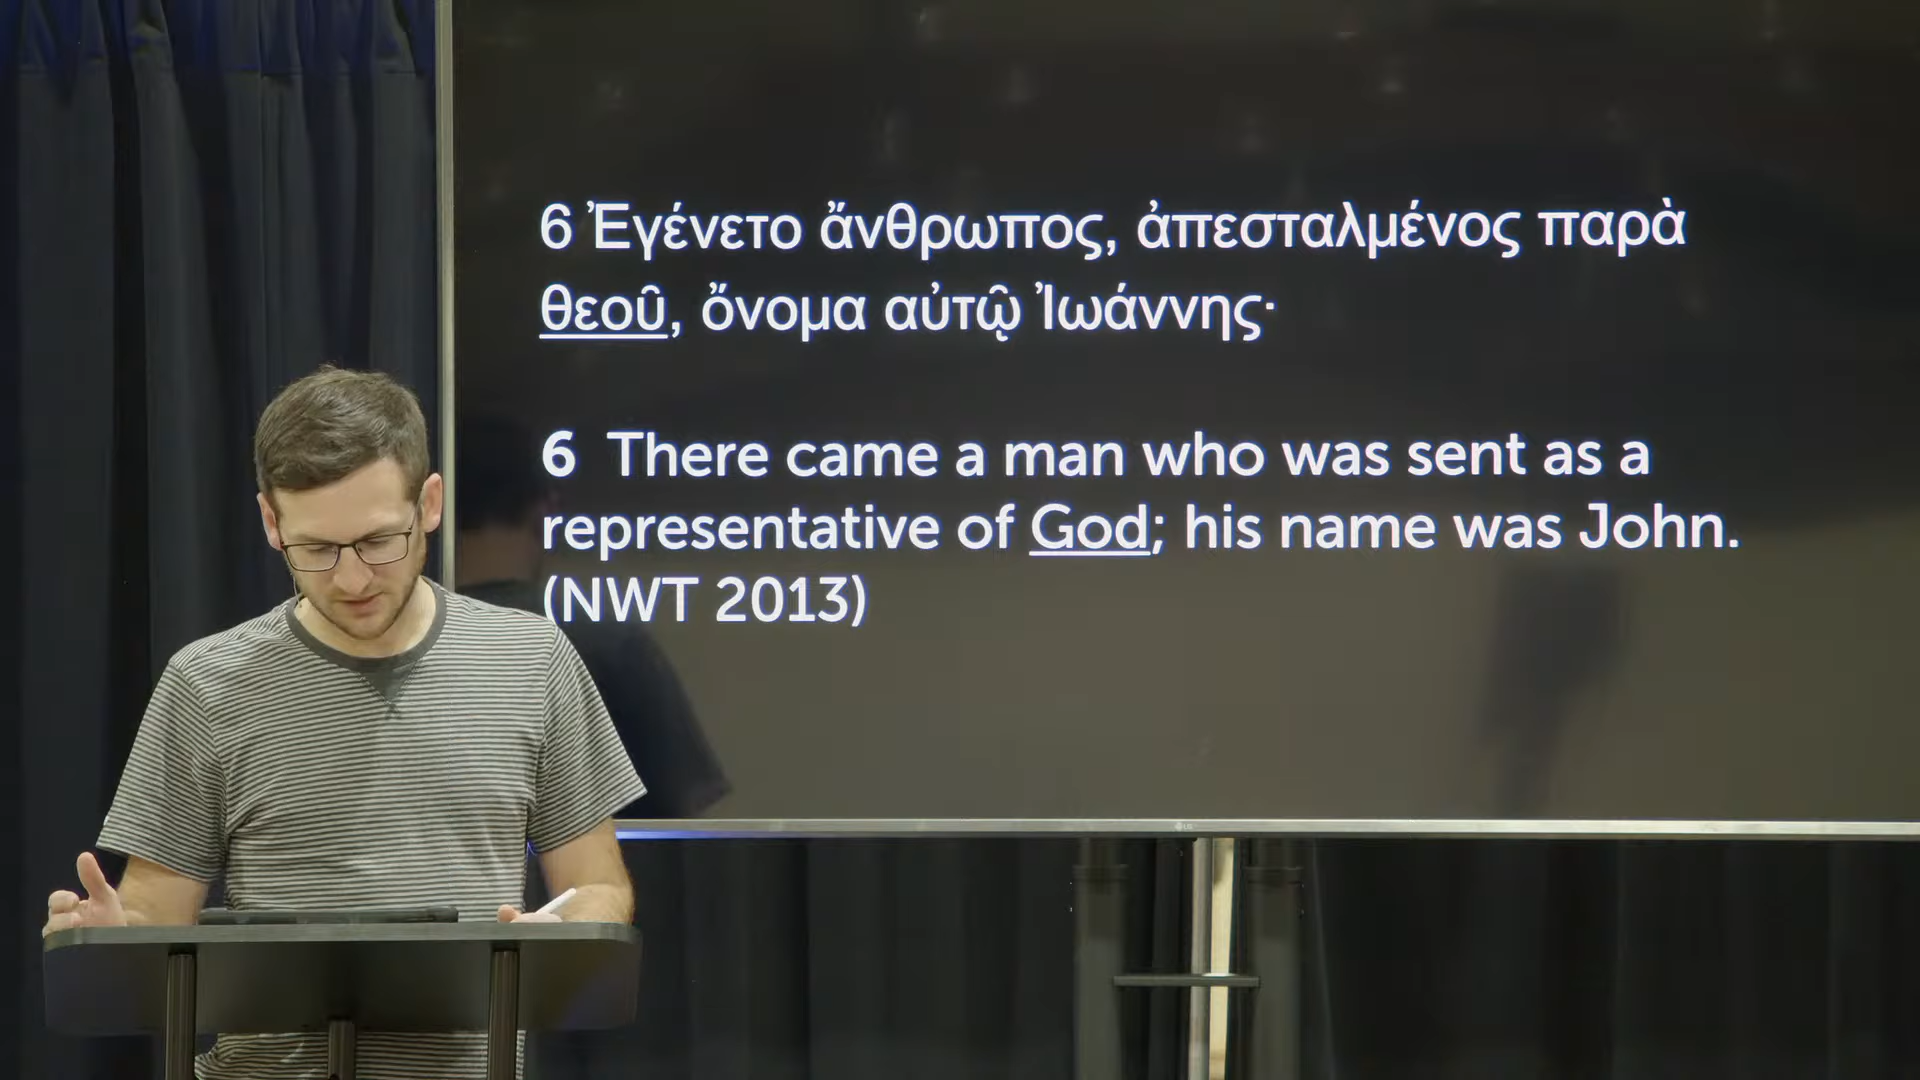 6 Ἐγένετο ἄνθρωπος, ἀπεσταλμένος παρὰ
θεοῦ, ὄνομα αὐτῷ Ἰωάννης·
6 There came a man who was sent as a
representative of God; his name was John.
(NWT 2013)
LG